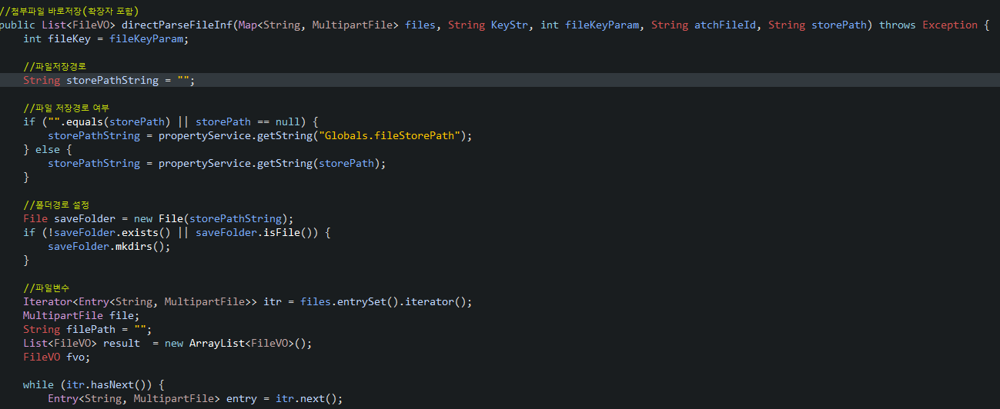 //첨부파일 바로저장(확장자 포함)
public List<FileVO> directParseFileInf(Map<String, MultipartFile> files, String KeyStr, int fileKeyParam, String atchFileId, String storePath) throws Exception {
int fileKey = fileKeyParam;
//파일저장경로
String storePathString = "";
//파일 저장경로 여부
if ("".equals(storePath) || storePath == null) {
storePathString = propertyService.getString("Globals.fileStorePath");
} else {
storePathString = propertyService.getString(storePath);
}
//폴더경로 설정
File saveFolder = new File(storePathString);
if (!saveFolder.exists() || saveFolder.isFile()) {
saveFolder.mkdirs();
}
//파일변수
Iterator<Entry<String, MultipartFile>> itr = files.entrySet().iterator();
MultipartFile file;
String filePath = "";
List<FileVO> result  = new ArrayList<FileVO>();
FileVO fvo;
while (itr.hasNext()) {
Entry<String, MultipartFile> entry = itr.next();